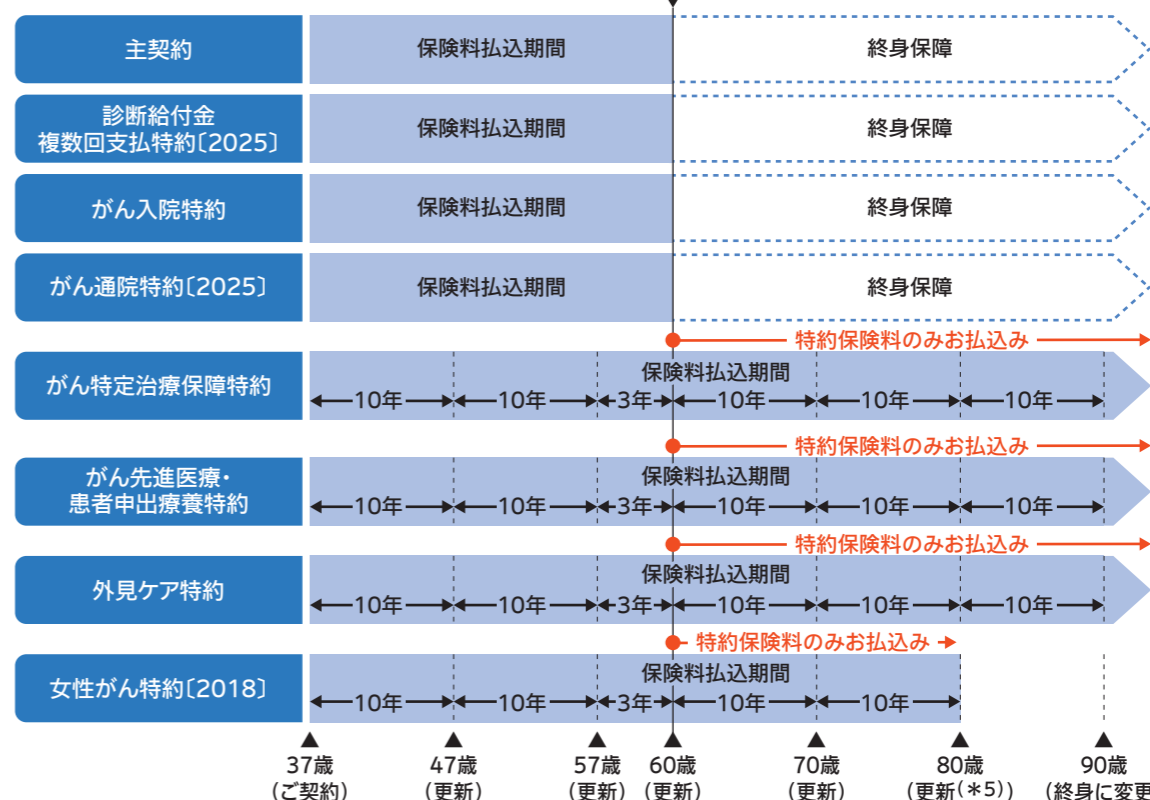 主契約
保険料払込期間
終身保障
診断給付金
複数回支払特約〔2025〕
保険料払込期間
終身保障
がん入院特約
保険料払込期間
終身保障
がん通院特約〔2025〕
保険料払込期間
終身保障
特約保険料のみお払込み
がん特定治療保障特約
保険料払込期間
10年 10年 3年 10年 10年 10年
特約保険料のみお払込み
がん先進医療・
患者申出療養特約
保険料払込期間
10年 10年 3年 10年 10年 10年
特約保険料のみお払込み
外見ケア特約
保険料払込期間
10年 10年 3年 10年 10年 10年
特約保険料のみお払込み
女性がん特約〔2018〕
保険料払込期間
10年 10年 3年 10年 10年
37歳 47歳 57歳 60歳 70歳 80歳 90歳
(ご契約) (更新) (更新) (更新) (更新) (更新(*5)) (終身に変更